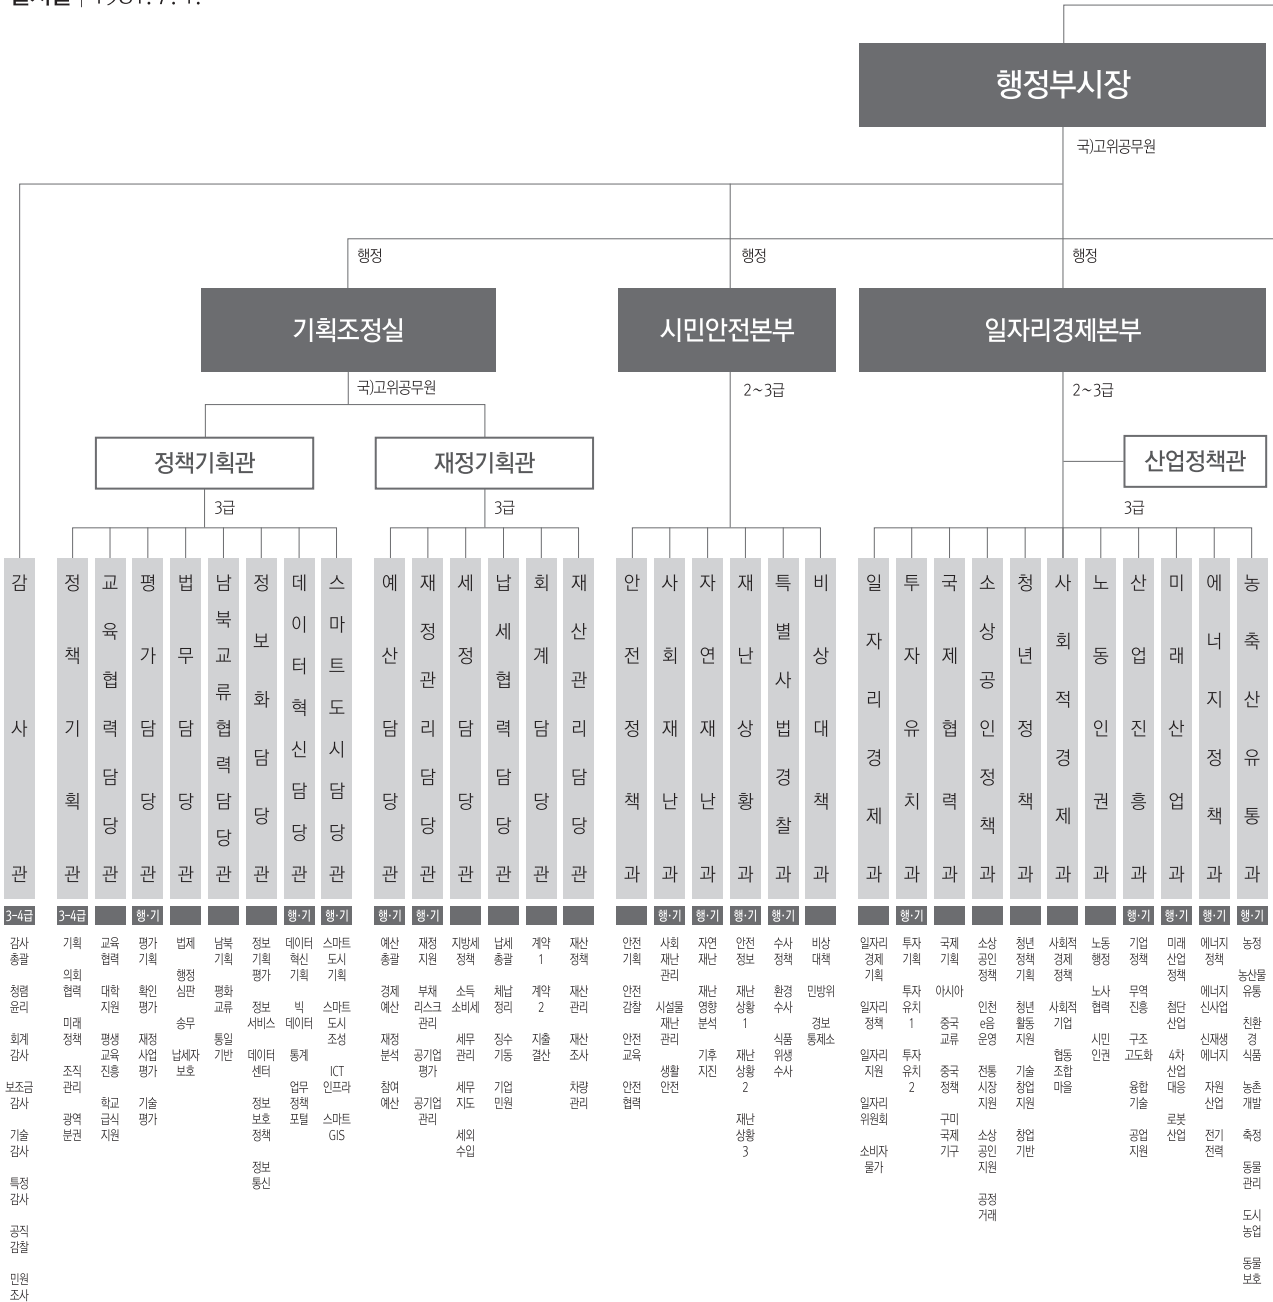 1981. 7. 1.
행정부시장
국)고위공무원
행정
행정
행정
기획조정실
시민안전본부
일자리경제본부
국)고위공무원
2~3급
2~3급
정책기획관
재정기획관
산업정책관
3급
3급
3급
감사관
정책기획관
교육협력담당관
평가담당관
법무담당관
남북교류협력담당관
정보화담당관
데이터혁신담당관
스마트도시담당관
예산담당관
재정관리담당관
세정담당관
납세협력담당관
회계담당관
재산관리담당관
안전정책과
사회재난과
자연재난과
재난상황과
특별사법경찰과
비상대책과
일자리경제과
투자유치과
국제협력과
소상공인정책과
청년정책과
사회적경제과
노동인권과
산업진흥과
미래산업과
에너지정책과
농축산유통과
3-4급
3-4급
행·기
행·기
행·기
행·기
행·기
행·기
행·기
행·기
행·기
행·기
행·기
행·기
행·기
행·기
감사
총괄
청렴
윤리
회계
감사
보조금
감사
기술
감사
특정
감사
공직
감찰
민원
조사
기획
의회
협력
미래
정책
조직
관리
광역
분권
교육
협력
대학
지원
평생
교육
진흥
학교
급식
지원
평가
기획
확인
평가
재정
사업
평가
기술
평가
법제
행정
심판
송무
납세자
보호
남북
기획
평화
교류
통일
기반
정보
기획
평가
정보
서비스
데이터
센터
정보
보호
정책
정보
통신
데이터
혁신
기획
빅
데이터
통계
업무
정책
포털
스마트
도시
기획
스마트
도시
조성
ICT
인프라
스마트
GIS
예산
총괄
경제
예산
재정
분석
참여
예산
재정
지원
부채
리스크
관리
공기업
평가
공기업
관리
지방세
정책
소득
소비세
세무
관리
세무
지도
세외
수입
납세
총괄
체납
정리
징수
기동
기업
민원
계약
1
계약
2
지출
결산
재산
정책
재산
관리
재산
조사
차량
관리
안전
기획
안전
감찰
안전
교육
안전
협력
사회
재난
관리
시설물
재난
관리
생활
안전
자연
재난
재난
영향
분석
기후
지진
안전
정보
재난
상황
1
재난
상황
2
재난
상황
3
수사
정책
환경
수사
식품
위생
수사
비상
대책
민방위
경보
통제소
일자리
경제
기획
일자리
정책
일자리
지원
일자리
위원회
소비자
물가
투자
기획
투자
유치
1
투자
유치
2
국제
기획
아시아
중국
교류
중국
정책
구미
국제
기구
소상
공인
정책
인천
e음
운영
전통
시장
지원
소상
공인
지원
공정
거래
청년
정책
기획
청년
활동
지원
기술
창업
지원
창업
기반
사회적
경제
정책
사회적
기업
협동
조합
마을
노동
행정
노사
협력
시민
인권
기업
정책
무역
진흥
구조
고도화
융합
기술
공업
지원
미래
산업
정책
첨단
산업
4차
산업
대응
로봇
산업
에너지
정책
에너지
신사업
신재생
에너지
자원
산업
전기
전력
농정
농산물
유통
친환
경
식품
농촌
개발
축정
동물
관리
도시
농업
동물
보호